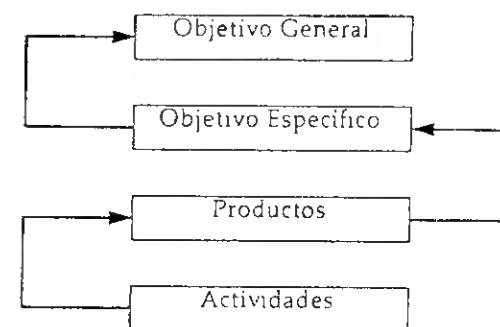 Objetivo General
Objetivo Específico
Productos
Actividades